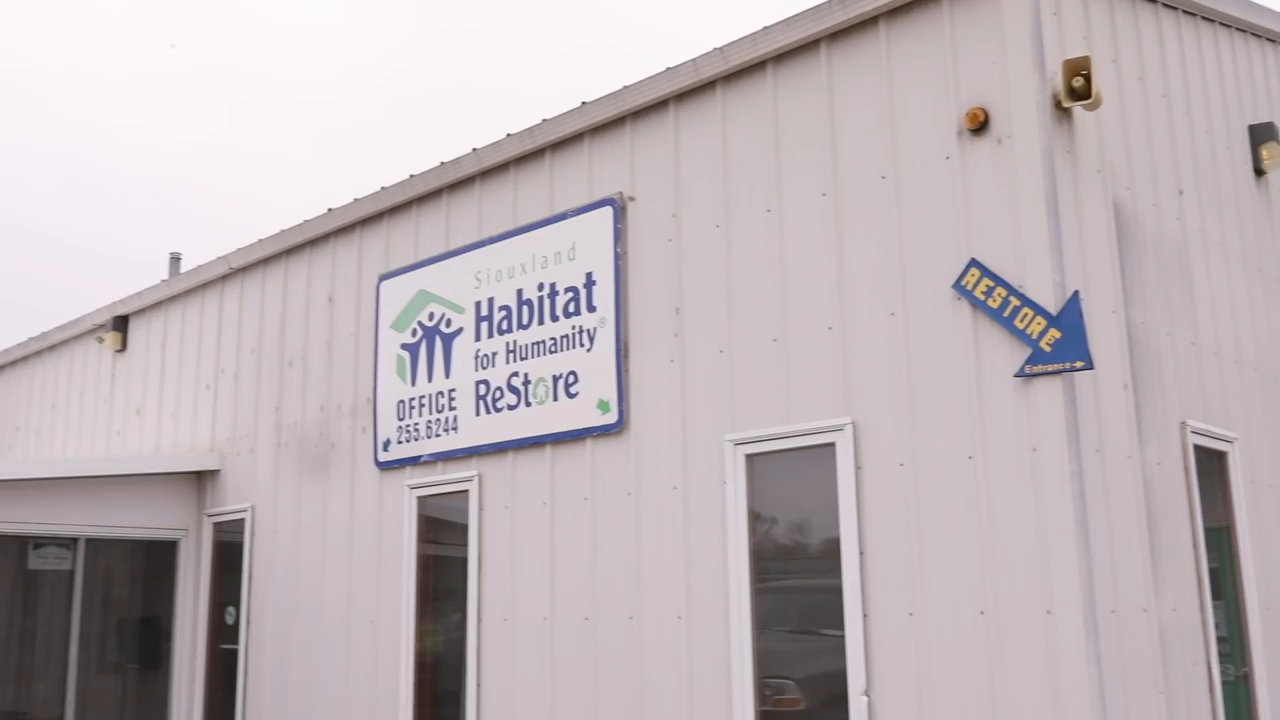 Siouxland
Habitat
for Humanity®
ReStore
OFFICE
255.6244
RESTORE
Entrance